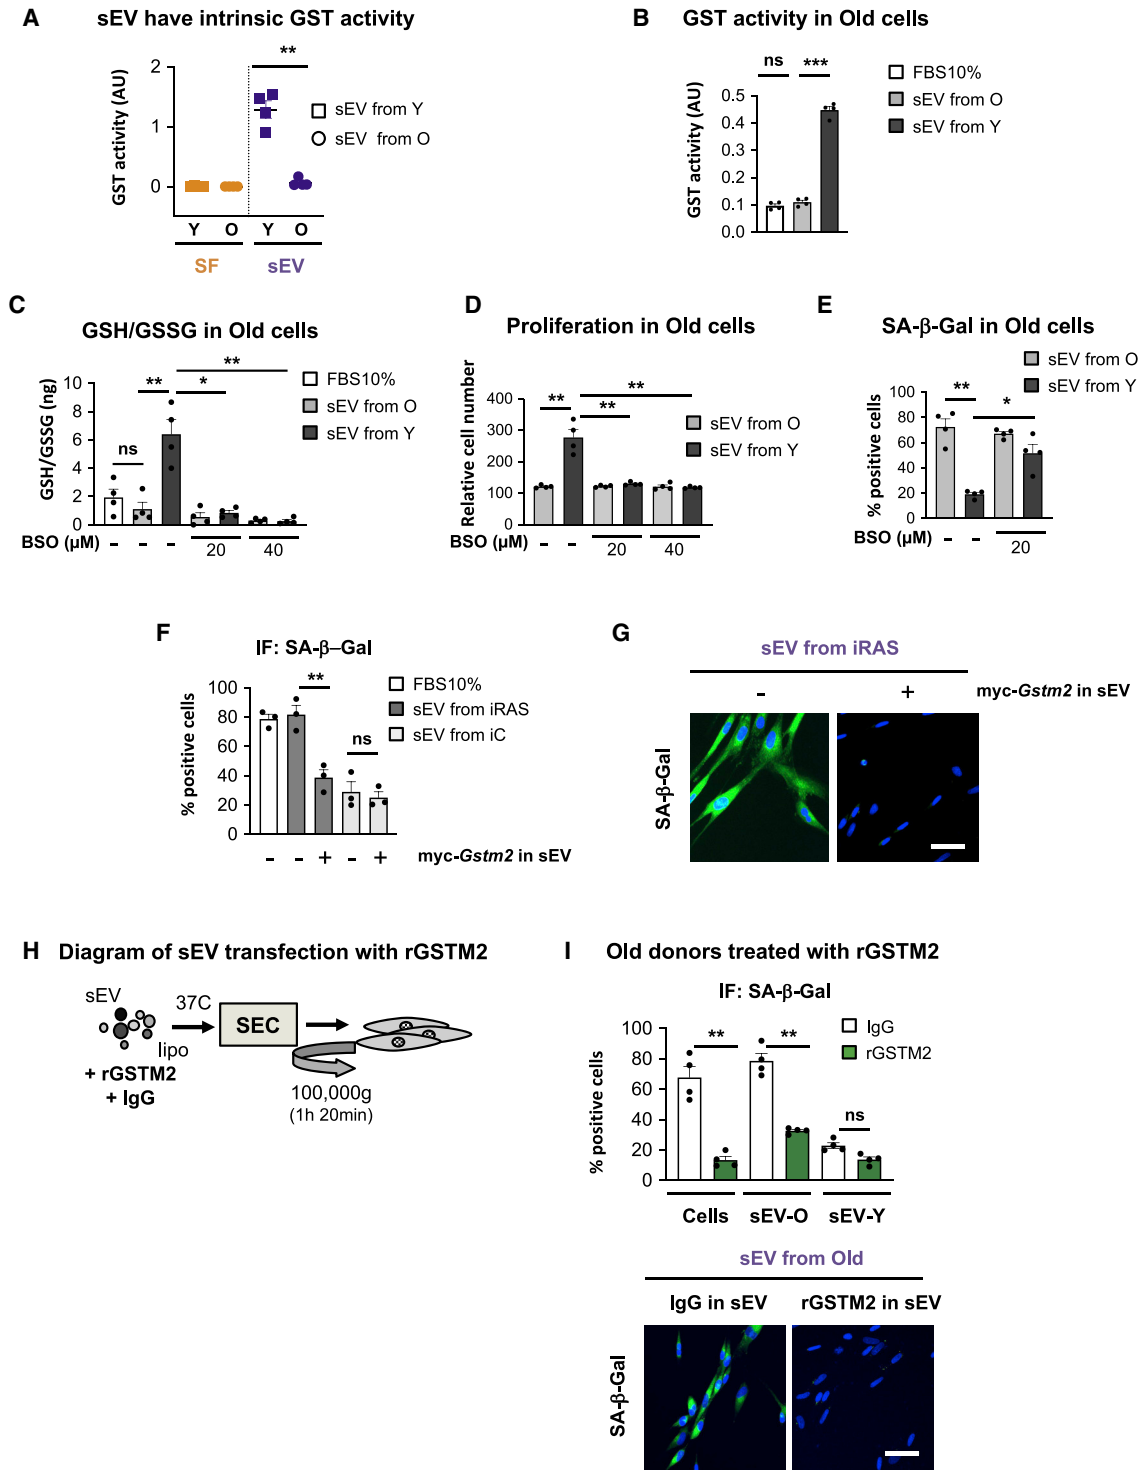 A sEV have intrinsic GST activity
**
GST activity (AU)
2
1
0
sEV from Y
sEV from O
Y O Y O
SF sEV
B GST activity in Old cells
ns ***
FBS10%
sEV from O
sEV from Y
GST activity (AU)
0.5
0.4
0.3
0.2
0.1
0.0
C GSH/GSSG in Old cells
**
** *
ns
GSH/GSSG (ng)
10
8
6
4
2
0
FBS10%
sEV from O
sEV from Y
BSO (µM) - - - 20 40
D Proliferation in Old cells
**
** **
Relative cell number
400
300
200
100
0
sEV from O
sEV from Y
BSO (µM) - - 20 40
E SA-β-Gal in Old cells
sEV from O
sEV from Y
** *
% positive cells
100
80
60
40
20
0
BSO (µM) - - 20
F IF: SA-β–Gal
**
ns
% positive cells
100
80
60
40
20
0
FBS10%
sEV from iRAS
sEV from iC
- - + - + myc-Gstm2 in sEV
G sEV from iRAS
- + myc-Gstm2 in sEV
SA-β-Gal
H Diagram of sEV transfection with rGSTM2
sEV
37C
lipo
SEC
+ rGSTM2
+ IgG
100,000g
(1h 20min)
I Old donors treated with rGSTM2
IF: SA-β-Gal
** **
ns
IgG
rGSTM2
% positive cells
100
80
60
40
20
0
Cells sEV-O sEV-Y
sEV from Old
IgG in sEV rGSTM2 in sEV
SA-β-Gal